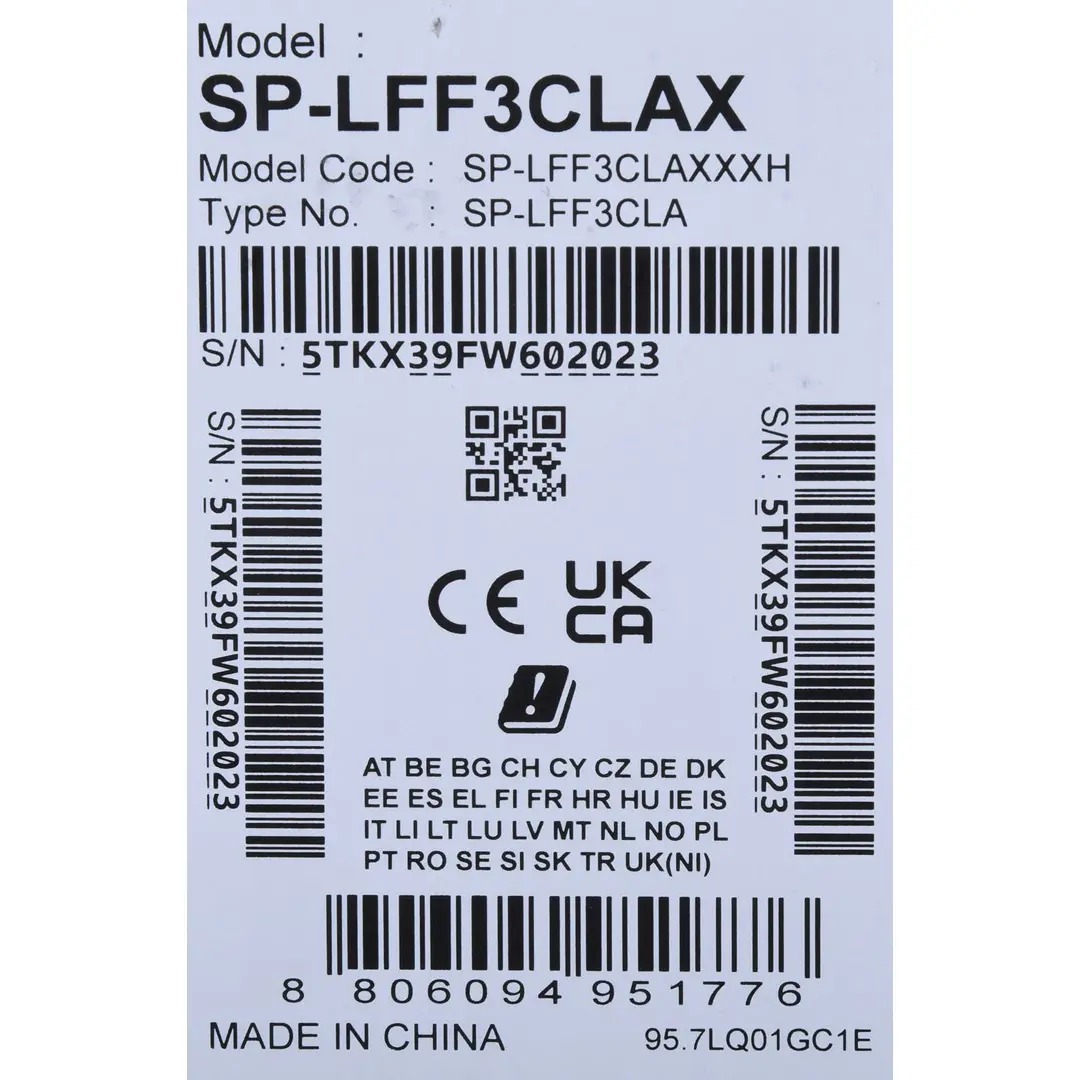 Model :
SP-LFF3CLAX
Model Code : SP-LFF3CLAXXXH
Type No. : SP-LFF3CLA
S/N : 5TKX39FW602023
S/N : 5TKX39FW602023
S/N : 5TKX39FW602023
CE
UK
CA
AT BE BG CH CY CZ DE DK
EE ES EL FI FR HR HU IE IS
IT LI LT LU LV MT NL NO PL
PT RO SE SI SK TR UK(NI)
8 806094 951776
MADE IN CHINA
95.7LQ01GC1E